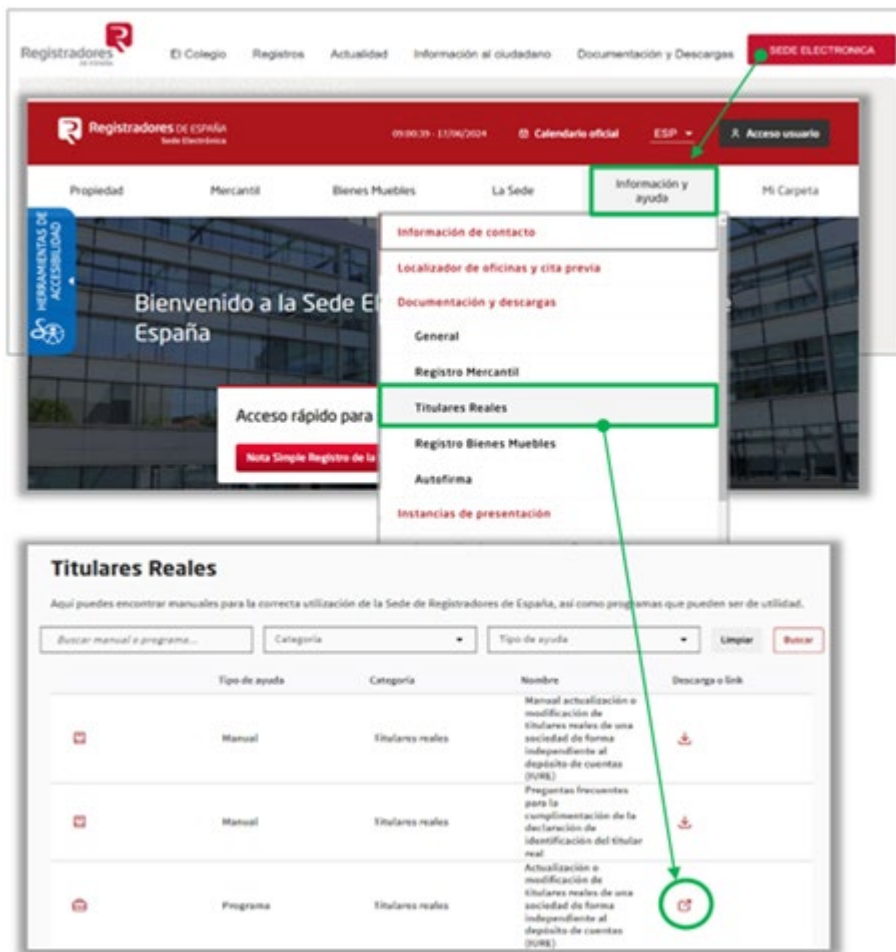 Registradores
DE ESPAÑA
El Colegio Registros Actualidad Información al ciudadano Documentación y Descargas SEDE ELECTRONICA
Registradores DE ESPAÑA
Sede Electrónica
09:00:39 - 17/06/2024 Calendario oficial ESP Acceso usuario
Propiedad Mercantil Bienes Muebles La Sede Información y ayuda Mi Carpeta
HERRAMIENTAS DE
ACCESIBILIDAD
Información de contacto
Localizador de oficinas y cita previa
Documentación y descargas
General
Registro Mercantil
Titulares Reales
Registro Bienes Muebles
Autofirma
Instancias de presentación
Bienvenido a la Sede El
e
España
Acceso rápido para
Nota Simple Registro de la
Titulares Reales
Aquí puedes encontrar manuales para la correcta utilización de la Sede de Registradores de España, así como programas que pueden ser de utilidad.
Buscar manual o programa... Categoría Tipo de ayuda Limpiar Buscar
Tipo de ayuda Categoría Nombre Descarga o link
Manual Titulares reales
Manual actualización o
modificación de
titulares reales de una
sociedad de forma
independiente al
depósito de cuentas
(IURE)
Manual Titulares reales
Preguntas frecuentes
para la
cumplimentación de la
declaración de
identificación del titular
real
Programa Titulares reales
Actualización o
modificación de
titulares reales de una
sociedad de forma
independiente al
depósito de cuentas
(IURE)